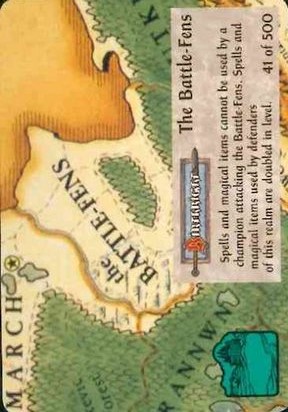 The Battle-Fens
BIRTHRIGHT
Spells and magical items cannot be used by a
champion attacking the Battle-Fens. Spells and
magical items used by defenders
of this realm are doubled in level.
41 of 500
the
BATTLE-FENS
MARCH